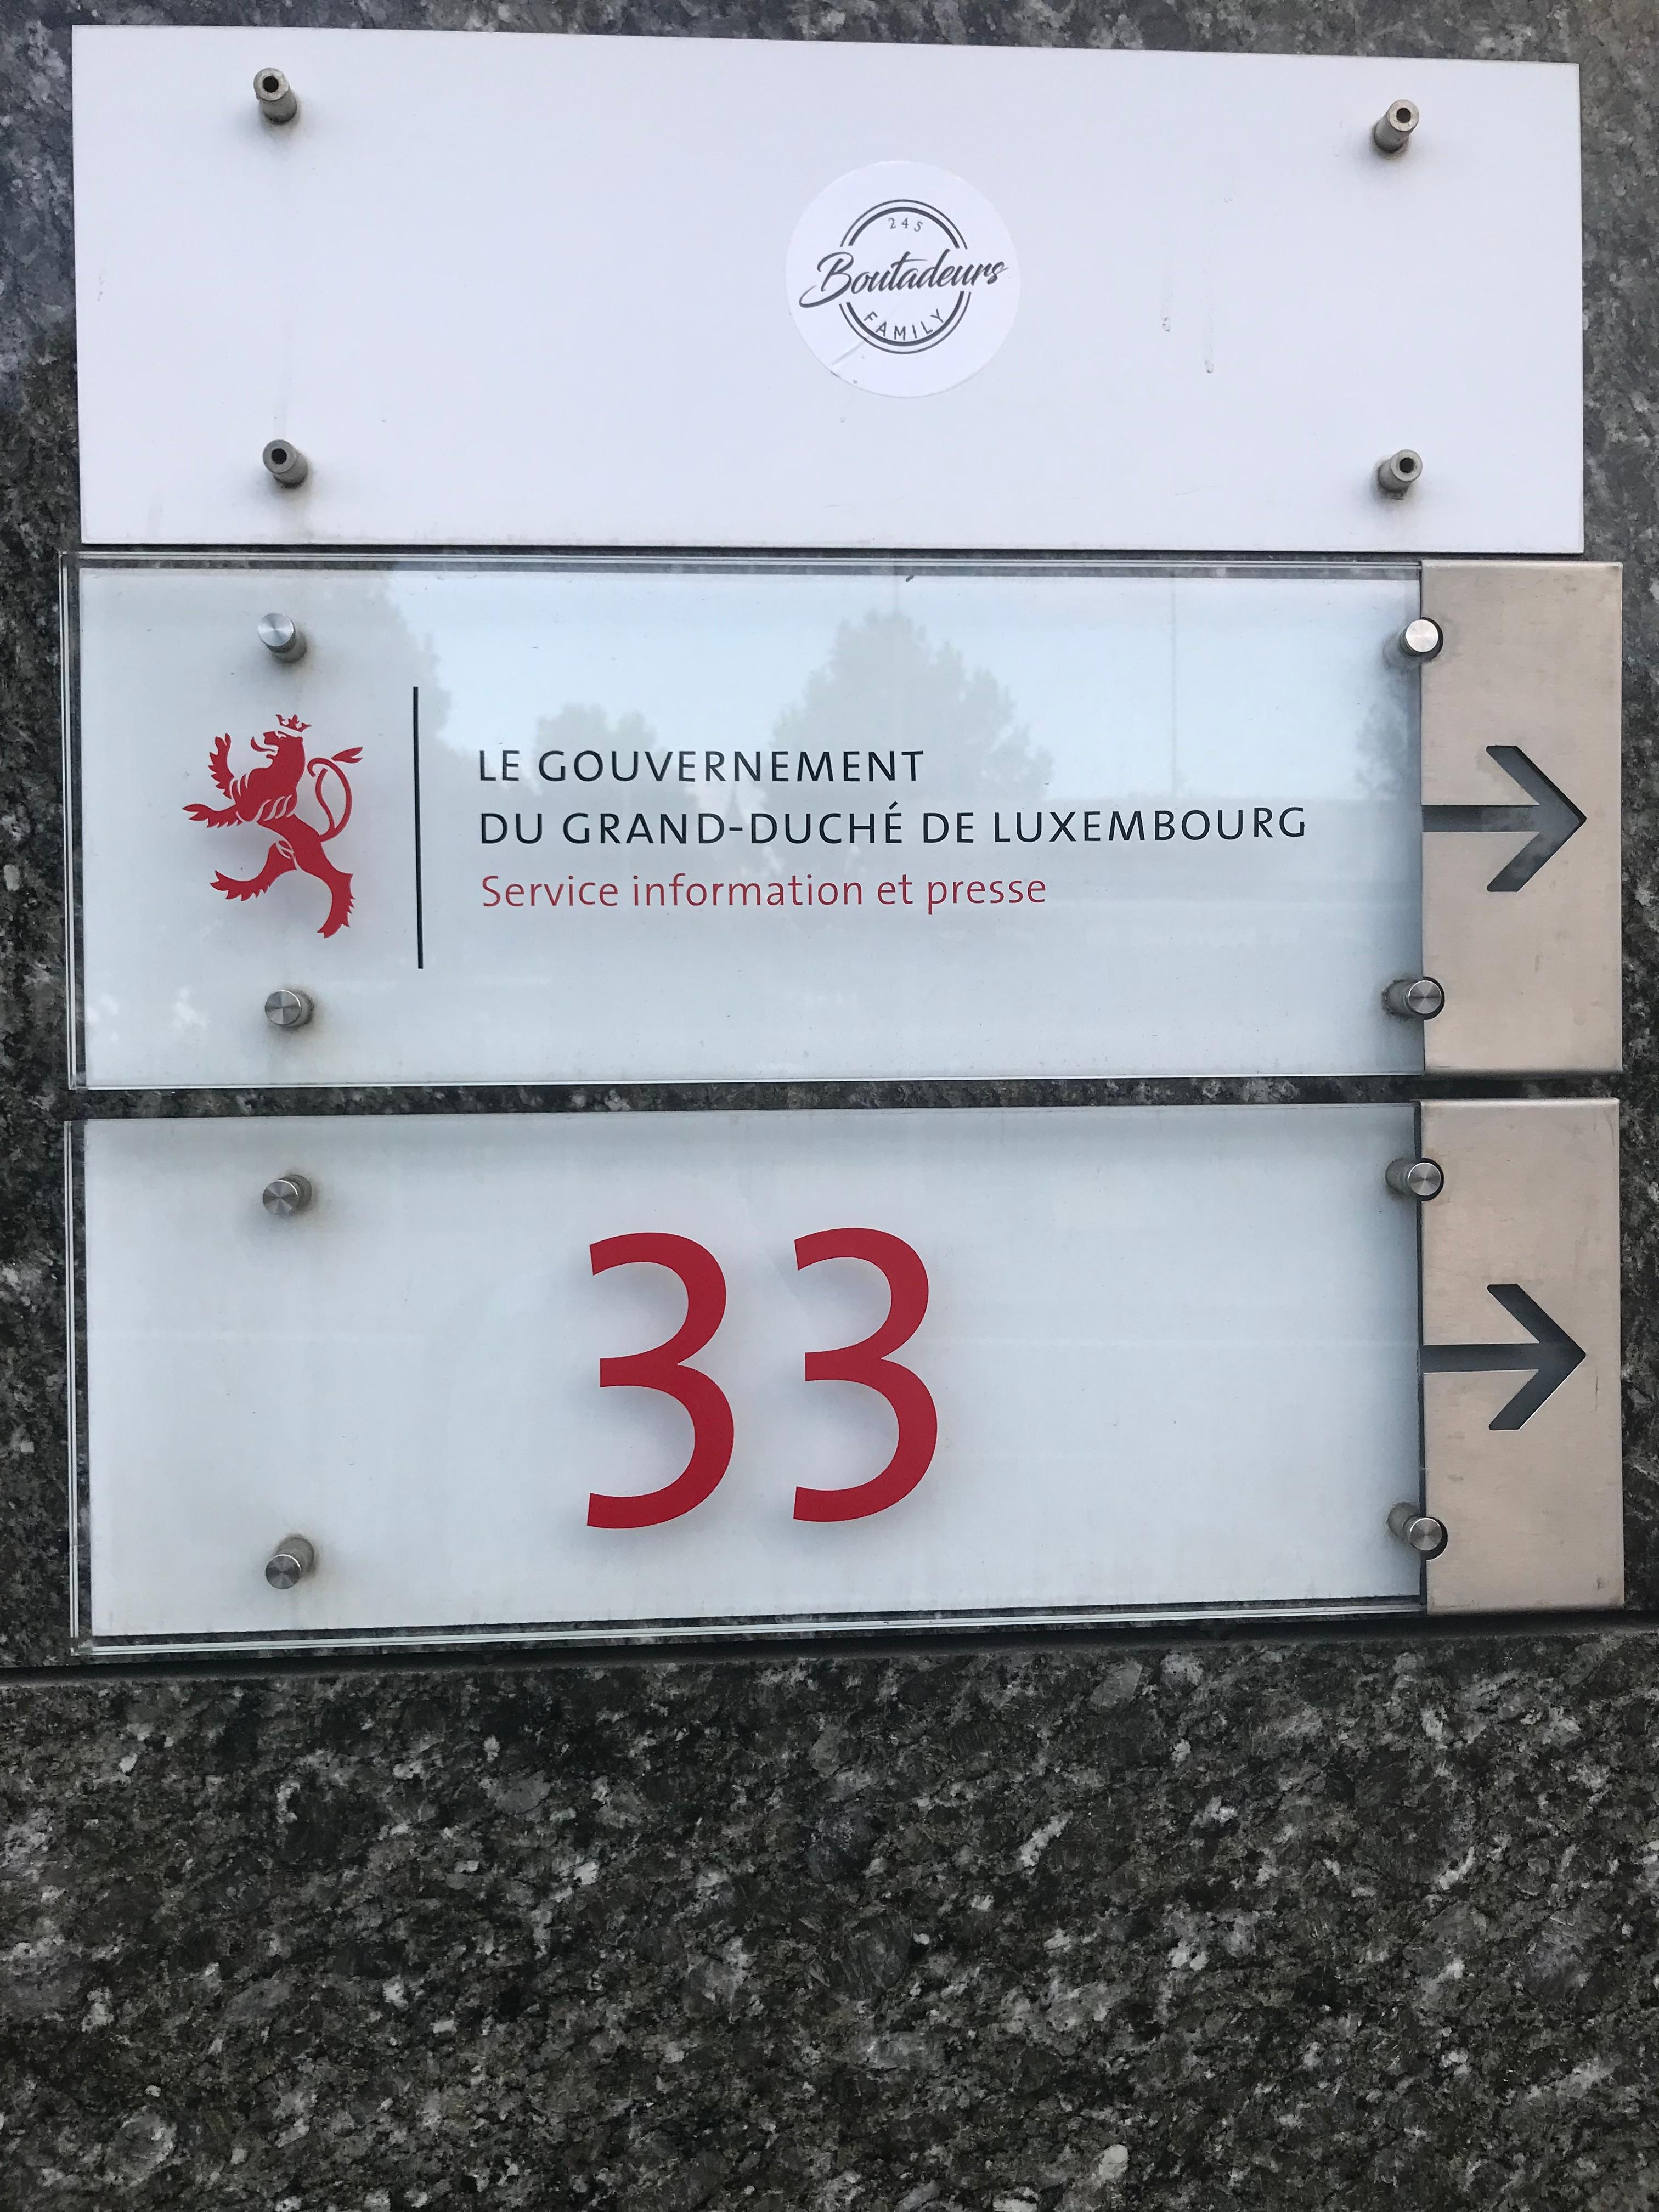 245
Boutadeurs
FAMILY
LE GOUVERNEMENT
DU GRAND-DUCHÉ DE LUXEMBOURG
Service information et presse
33